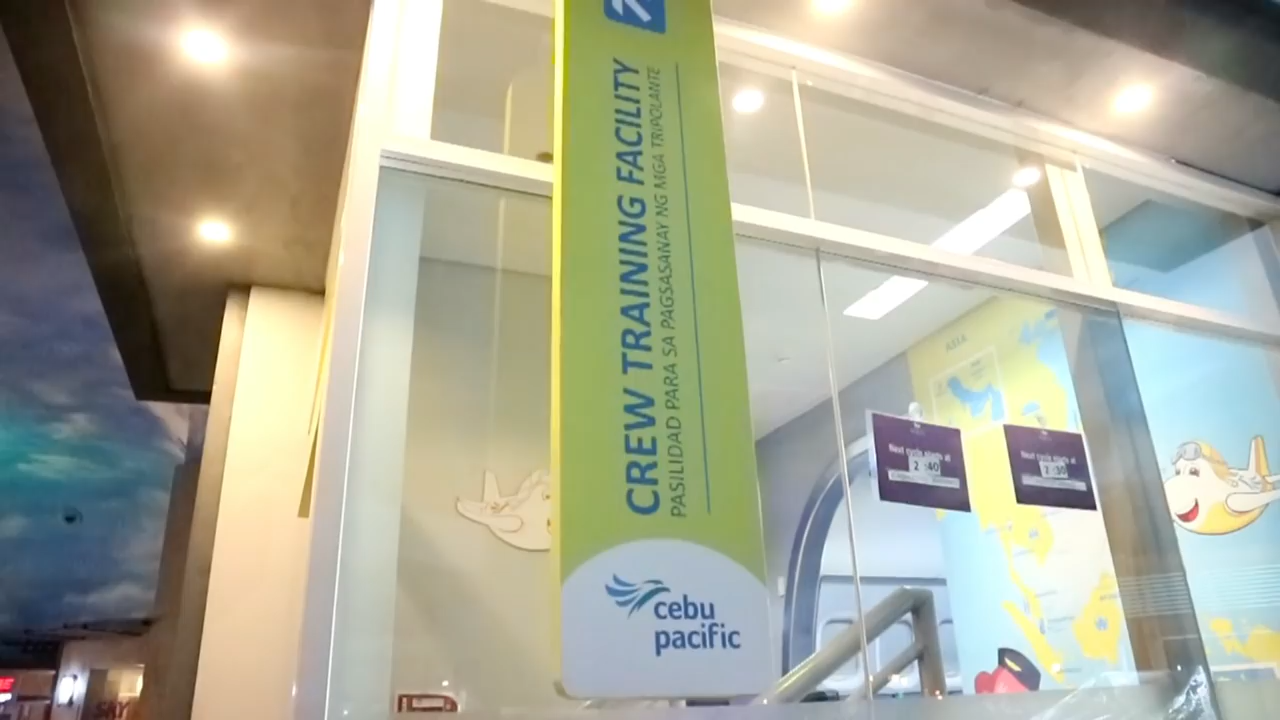 CREW TRAINING FACILITY
PASILIDAD PARA SA PAGSASANAY NG MGA TRIPOLANTE
cebu
pacific
ASIA
Next cycle starts at
2:40
Next cycle starts at
2:30